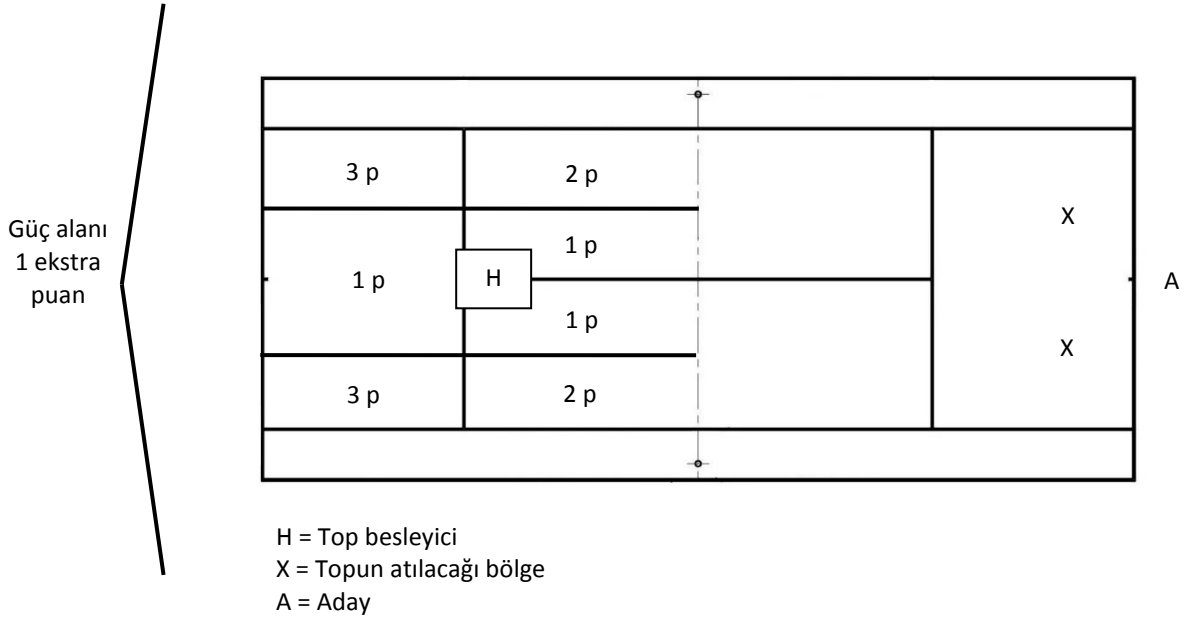 3 p
2 p
Güç alanı
1 ekstra
puan
1 p
X
1 p
H
A
1 p
X
3 p
2 p
H = Top besleyici
X = Topun atılacağı bölge
A = Aday